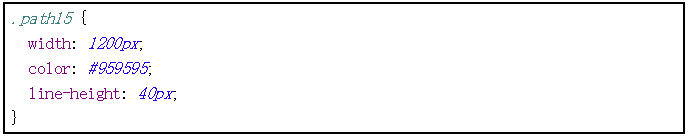 .path15 {
  width: 1200px;
  color: #959595;
  line-height: 40px;
}